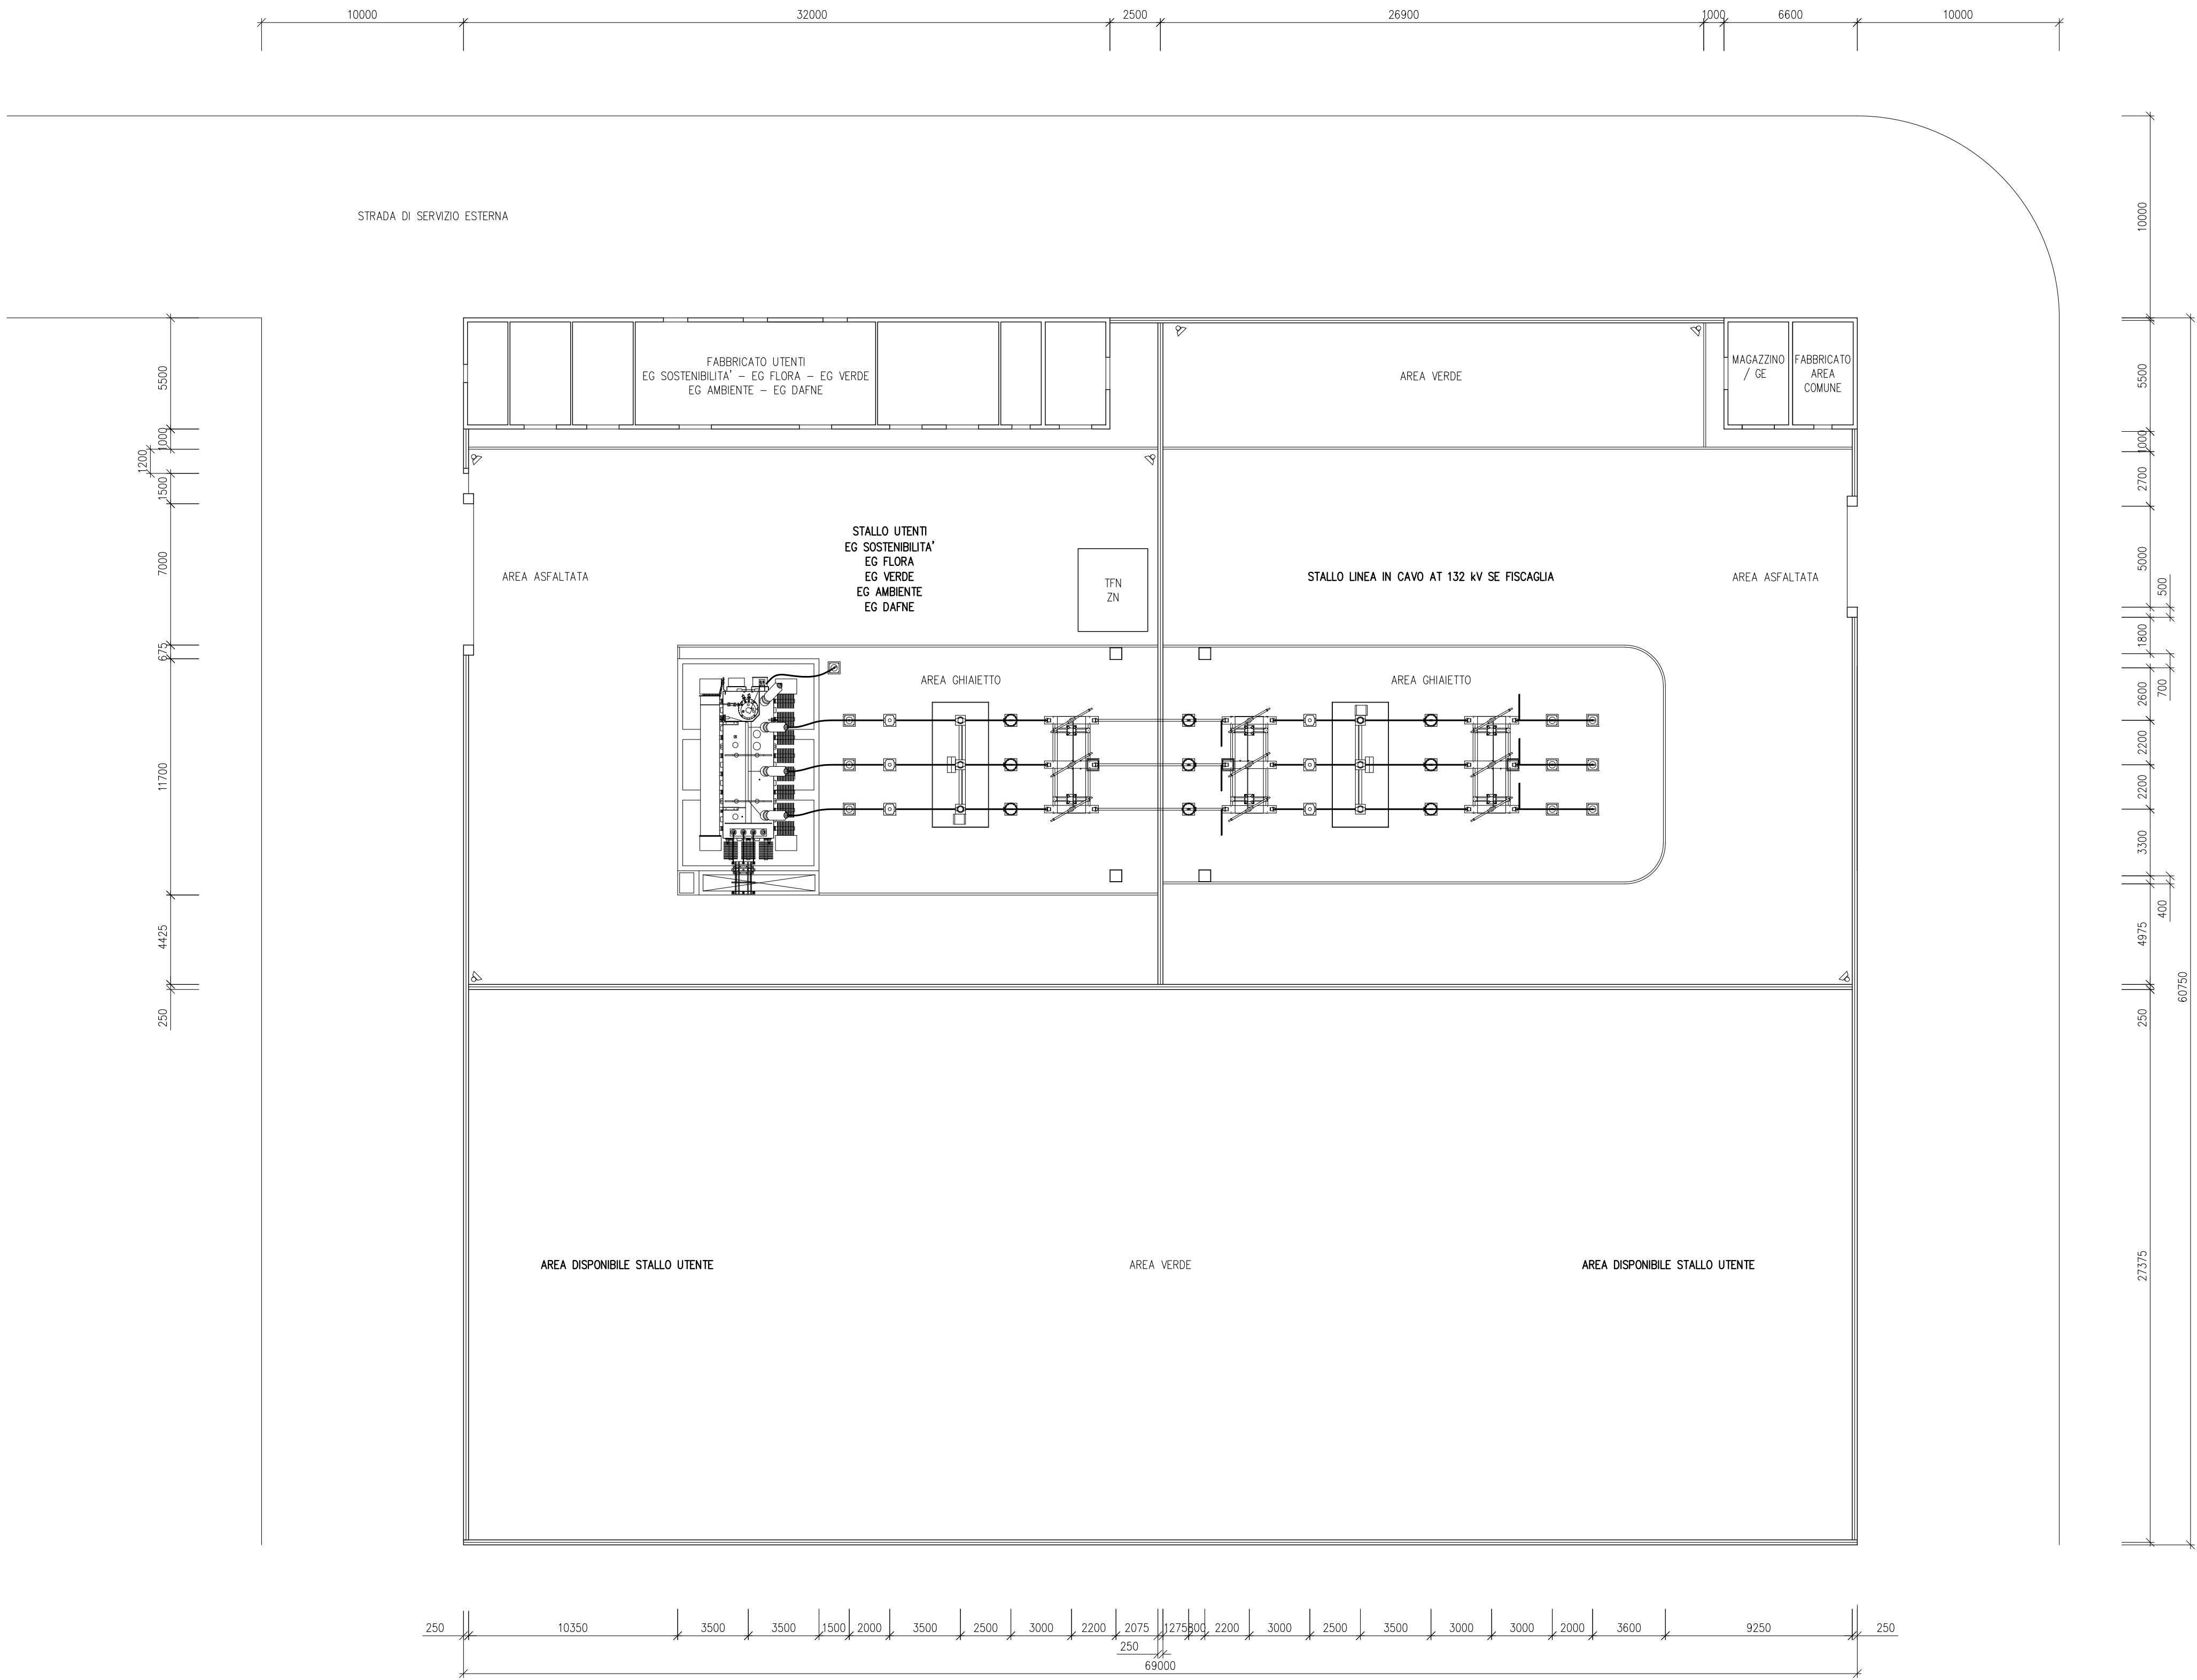 10000
32000
2500
26900
1000
6600
10000
STRADA DI SERVIZIO ESTERNA
FABBRICATO UTENTI
EG SOSTENIBILITA' – EG FLORA – EG VERDE
EG AMBIENTE – EG DAFNE
AREA VERDE
MAGAZZINO
/ GE
FABBRICATO
AREA
COMUNE
STALLO UTENTI
EG SOSTENIBILITA'
EG FLORA
EG VERDE
EG AMBIENTE
EG DAFNE
AREA ASFALTATA
TFN
ZN
STALLO LINEA IN CAVO AT 132 kV SE FISCAGLIA
AREA ASFALTATA
AREA GHIAIETTO
AREA GHIAIETTO
AREA DISPONIBILE STALLO UTENTE
AREA VERDE
AREA DISPONIBILE STALLO UTENTE
5500
1000
1200
1500
7000
675
11700
4425
250
10000
5500
1000
2700
5000
500
1800
700
2600
2200
2200
3300
400
4975
250
27375
60750
250
10350
3500
3500
1500
2000
3500
2500
3000
2200
2075
250
1275
800
2200
3000
2500
3500
3000
3000
2000
3600
9250
250
69000